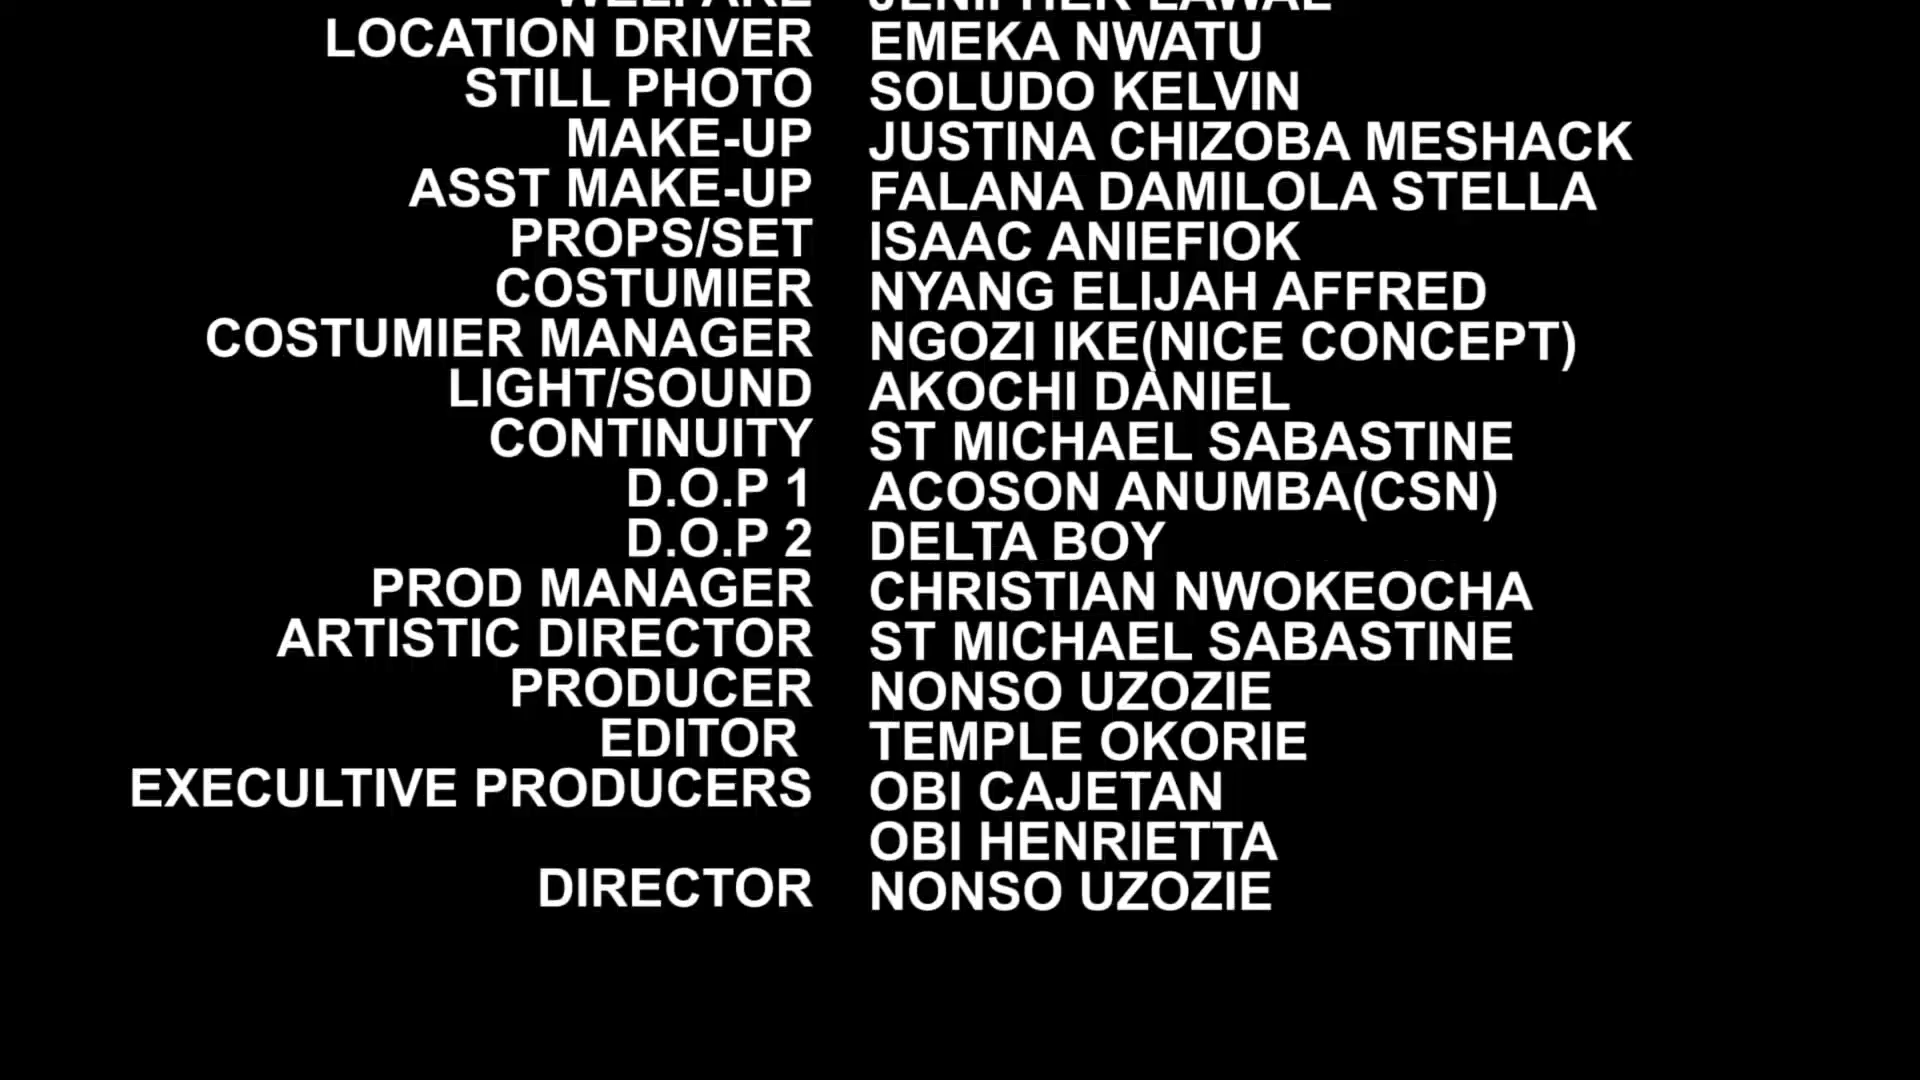 WELFARE JENIPHER LAWAL
LOCATION DRIVER EMEKA NWATU
STILL PHOTO SOLUDO KELVIN
MAKE-UP JUSTINA CHIZOBA MESHACK
ASST MAKE-UP FALANA DAMILOLA STELLA
PROPS/SET ISAAC ANIEFIOK
COSTUMIER NYANG ELIJAH AFFRED
COSTUMIER MANAGER NGOZI IKE(NICE CONCEPT)
LIGHT/SOUND AKOCHI DANIEL
CONTINUITY ST MICHAEL SABASTINE
D.O.P 1 ACOSON ANUMBA(CSN)
D.O.P 2 DELTA BOY
PROD MANAGER CHRISTIAN NWOKEOCHA
ARTISTIC DIRECTOR ST MICHAEL SABASTINE
PRODUCER NONSO UZOZIE
EDITOR TEMPLE OKORIE
EXECULTIVE PRODUCERS OBI CAJETAN
OBI HENRIETTA
DIRECTOR NONSO UZOZIE